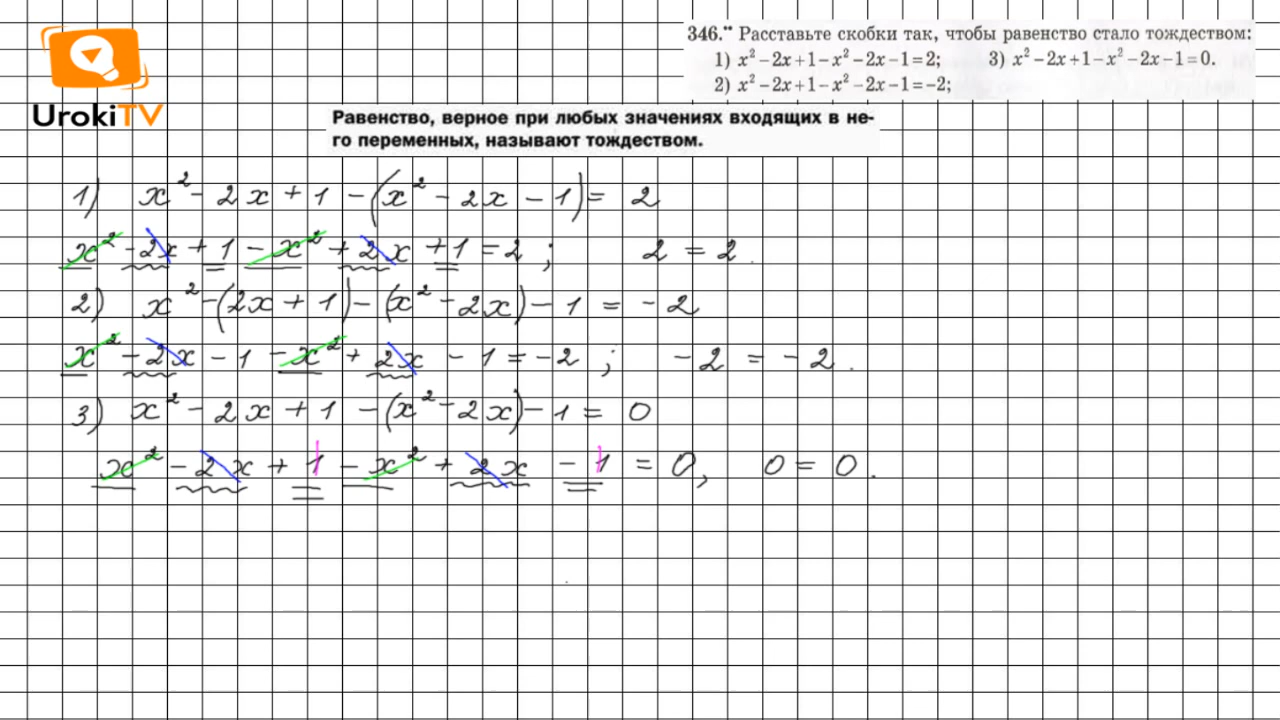 UrokiTV
346.•• Расставьте скобки так, чтобы равенство стало тождеством:
1) x² − 2x + 1 − x² − 2x − 1 = 2; 3) x² − 2x + 1 − x² − 2x − 1 = 0.
2) x² − 2x + 1 − x² − 2x − 1 = −2;
Равенство, верное при любых значениях входящих в не-
го переменных, называют тождеством.
1) x² − 2x + 1 − (x² − 2x − 1) = 2
x² − 2x + 1 − x² + 2x + 1 = 2 ; 2 = 2 .
2) x² − (2x + 1) − (x² − 2x) − 1 = −2
x² − 2x − 1 − x² + 2x − 1 = −2 ; −2 = −2 .
3) x² − 2x + 1 − (x² − 2x) − 1 = 0
x² − 2x + 1 − x² + 2x − 1 = 0, 0 = 0 .